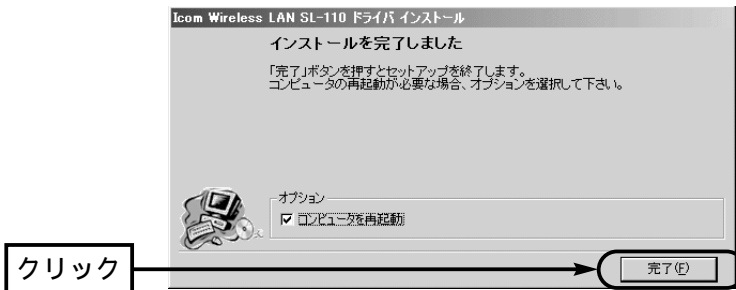 Icom Wireless LAN SL-110 ドライバ インストール
インストールを完了しました
「完了」ボタンを押すとセットアップを終了します。
コンピュータの再起動が必要な場合、オプションを選択して下さい。
オプション
コンピュータを再起動
クリック
完了(F)